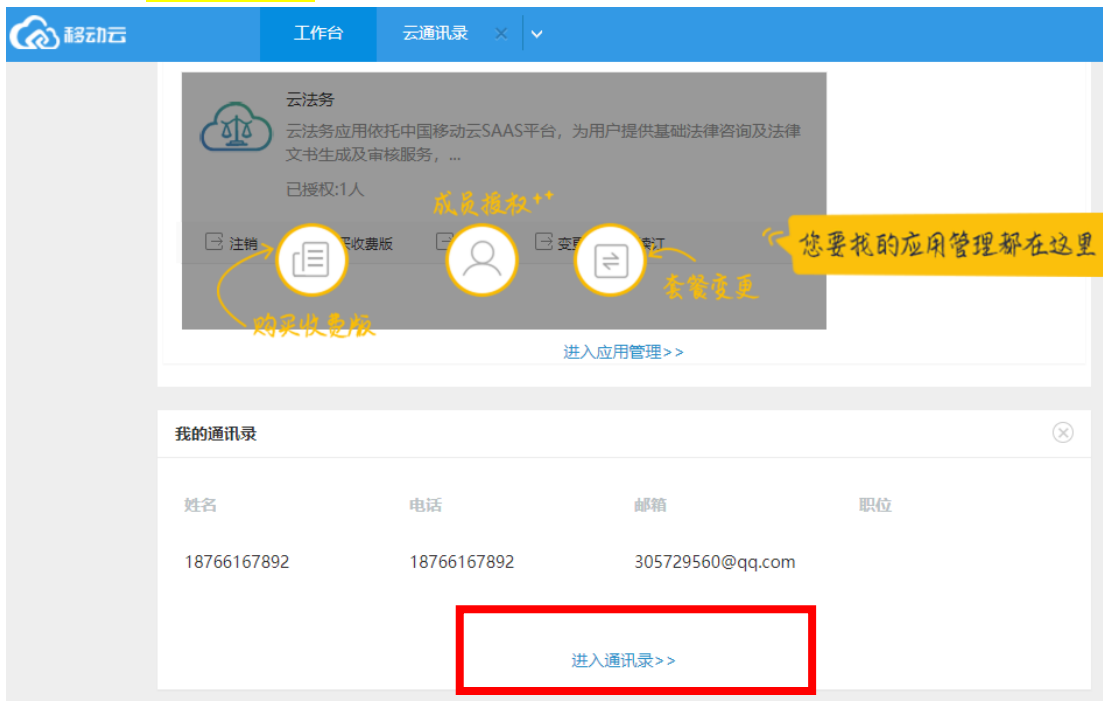 移动云 工作台 云通讯录
云法务
云法务应用依托中国移动云SAAS平台，为用户提供基础法律咨询及法律
文书生成及审核服务，...
已授权:1人
成员授权
注销 收费版
您要找的应用管理都在这里
套餐变更
购买收费版
进入应用管理>>
我的通讯录
姓名 电话 邮箱 职位
18766167892 18766167892 305729560@qq.com
进入通讯录>>